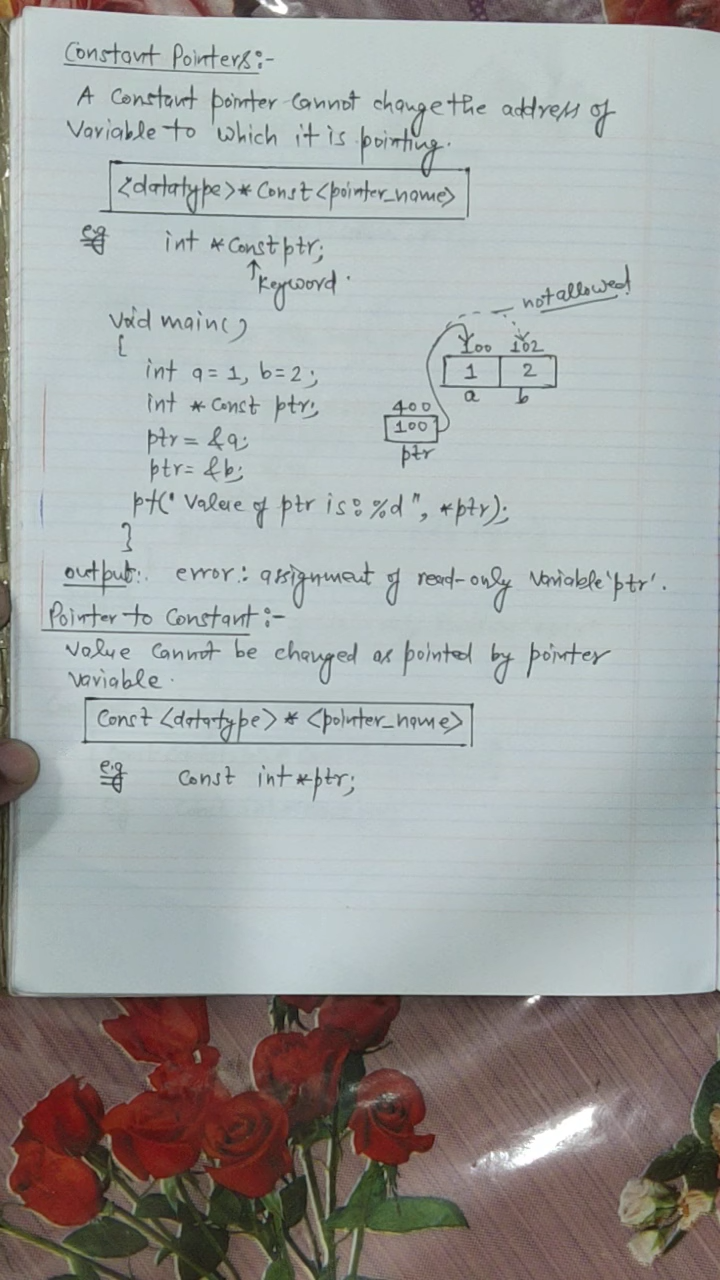 Constant Pointers:-
A Constant pointer cannot change the address of
Variable to which it is pointing.
<datatype>* Const <pointer_name>
eg int *Const ptr;
↑ keyword.
Void main()
{
int a=1, b=2;
int * Const ptr;
ptr = &a;
ptr= &b;
pf(" Value of ptr is: %d", *ptr);
}
not allowed
100 102
1 2
a b
400
100
ptr
output:. error: assignment of read-only Variable 'ptr'.
Pointer to Constant:-
Value Cannot be changed as pointed by pointer
Variable.
Const <datatype> * <pointer_name>
e.g Const int *ptr;